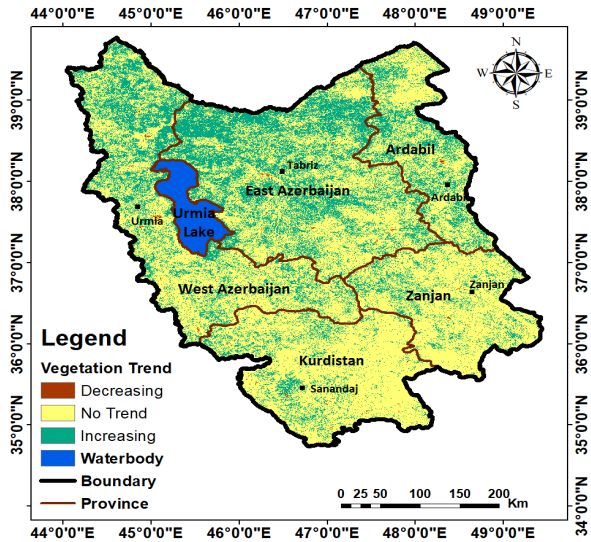 44°0'0"N 45°0'0"N 46°0'0"N 47°0'0"N 48°0'0"N 49°0'0"N
N
W E
S
39°0'0"N
38°0'0"N
37°0'0"N
36°0'0"N
35°0'0"N
Ardabil
Tabriz
East Azerbaijan
Ardabil
Urmia
Urmia
Lake
West Azerbaijan
Zanjan
Zanjan
Kurdistan
Sanandaj
Legend
Vegetation Trend
Decreasing
No Trend
Increasing
Waterbody
Boundary
Province
0 25 50 100 150 200
Km
39°0'0"N
38°0'0"N
37°0'0"N
36°0'0"N
35°0'0"N
34°0'0"N
44°0'0"E 45°0'0"E 46°0'0"E 47°0'0"E 48°0'0"E 49°0'0"E